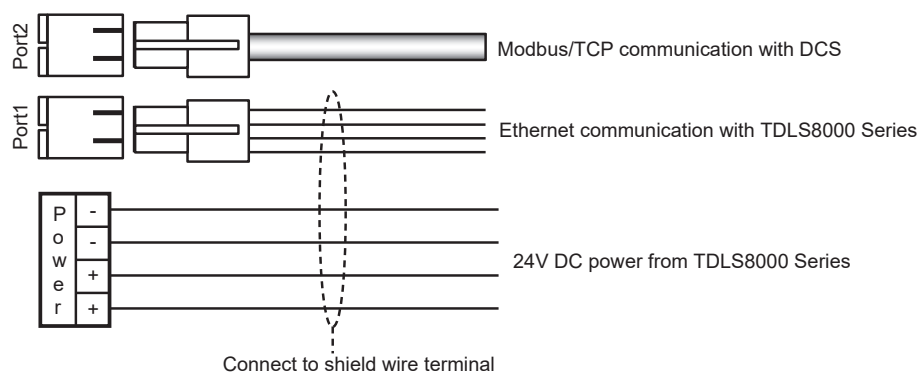 Port2
Modbus/TCP communication with DCS
Port1
Ethernet communication with TDLS8000 Series
Power
-
-
+
+
24V DC power from TDLS8000 Series
Connect to shield wire terminal